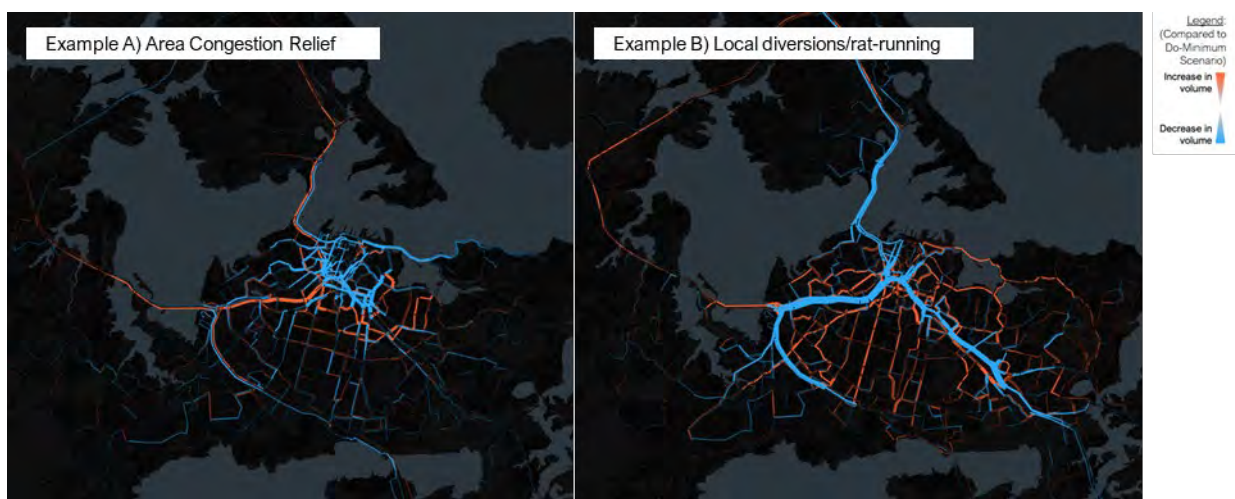 Example A) Area Congestion Relief
Example B) Local diversions/rat-running
Legend:
(Compared to
Do-Minimum
Scenario)
Increase in
volume
Decrease in
volume